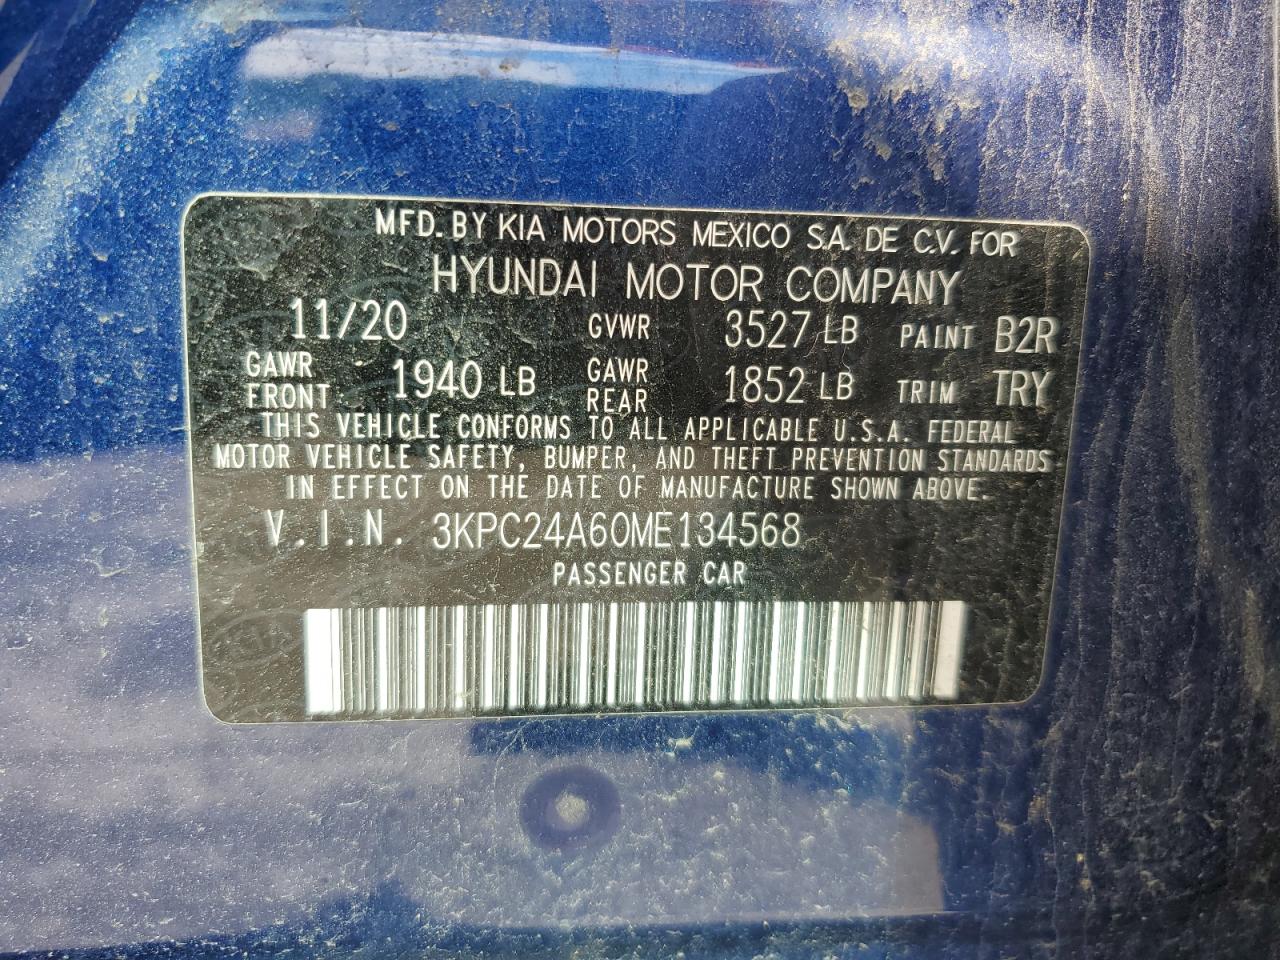 MFD. BY KIA MOTORS MEXICO S.A. DE C.V. FOR
HYUNDAI MOTOR COMPANY
11/20 GVWR 3527 LB PAINT B2R
GAWR FRONT 1940 LB GAWR REAR 1852 LB TRIM TRY
THIS VEHICLE CONFORMS TO ALL APPLICABLE U.S.A. FEDERAL
MOTOR VEHICLE SAFETY, BUMPER, AND THEFT PREVENTION STANDARDS
IN EFFECT ON THE DATE OF MANUFACTURE SHOWN ABOVE.
V.I.N. 3KPC24A60ME134568
PASSENGER CAR